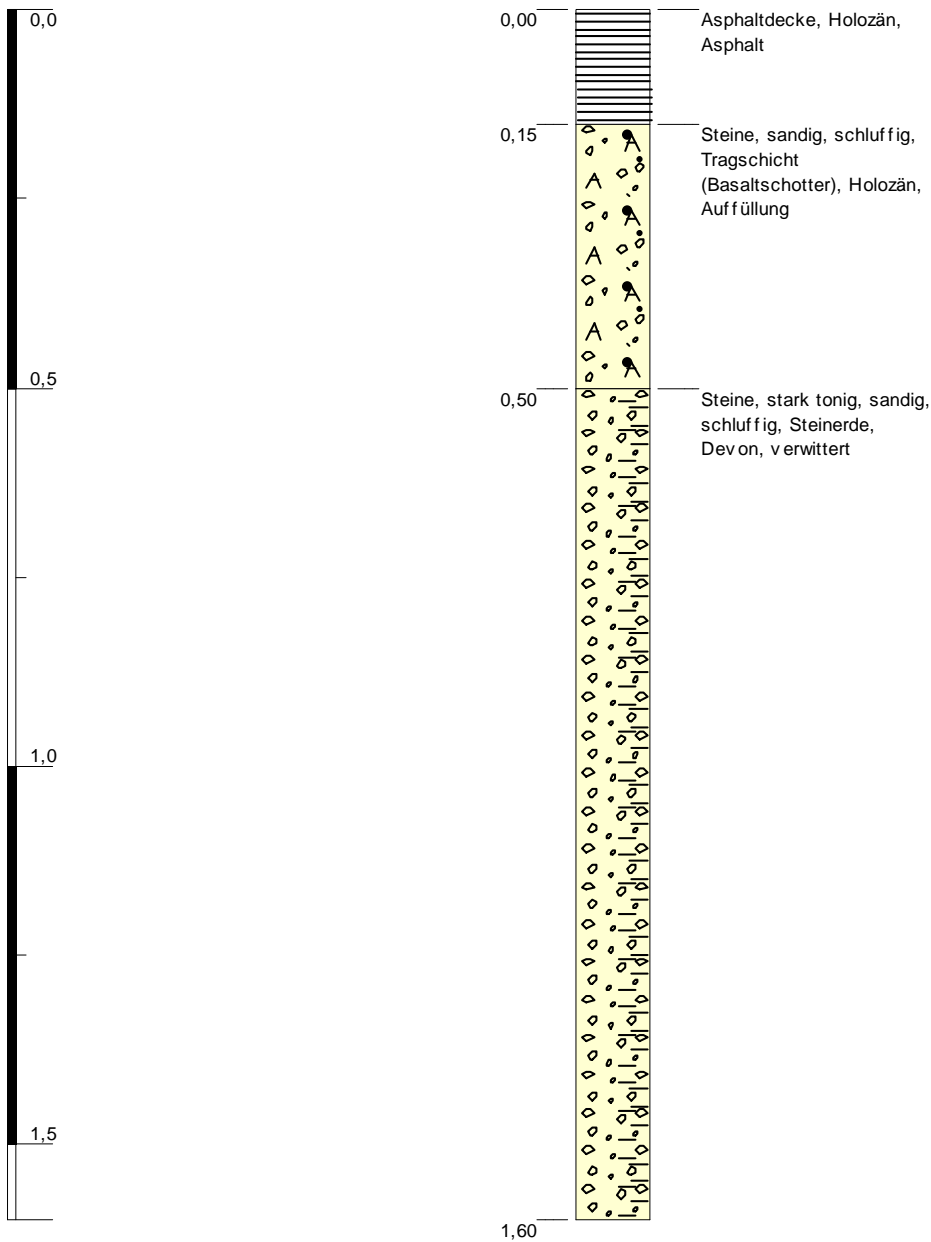 0,0
0,00
Asphaltdecke, Holozän,
Asphalt
0,15
Steine, sandig, schluffig,
Tragschicht
(Basaltschotter), Holozän,
Auffüllung
0,5
0,50
Steine, stark tonig, sandig,
schluffig, Steinerde,
Devon, verwittert
1,0
1,5
1,60